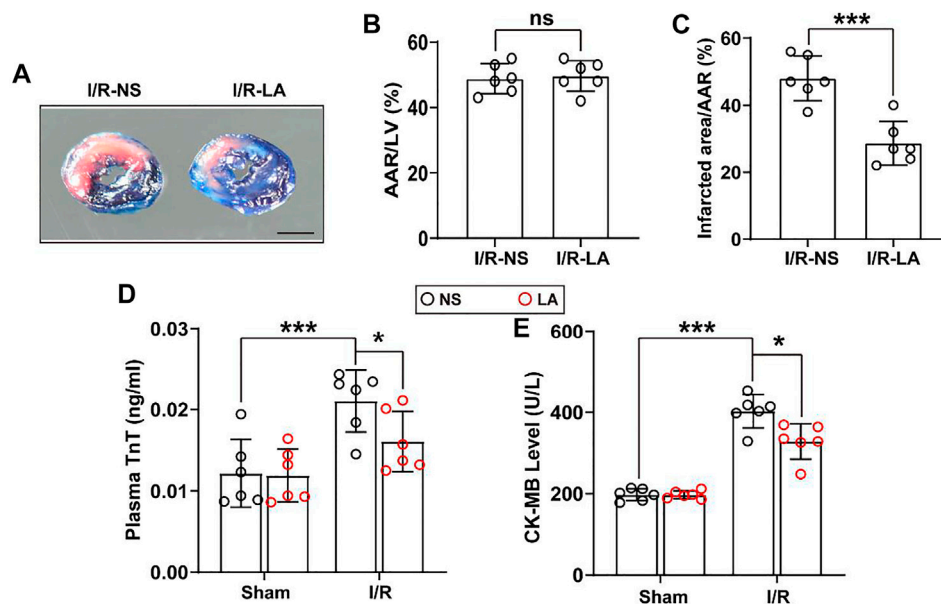 A
I/R-NS
I/R-LA
B
ns
AAR/LV (%)
60
40
20
0
I/R-NS
I/R-LA
C
***
Infarcted area/AAR (%)
60
40
20
0
I/R-NS
I/R-LA
NS
LA
D
***
*
Plasma TnT (ng/ml)
0.03
0.02
0.01
0.00
Sham
I/R
E
***
*
CK-MB Level (U/L)
600
400
200
0
Sham
I/R